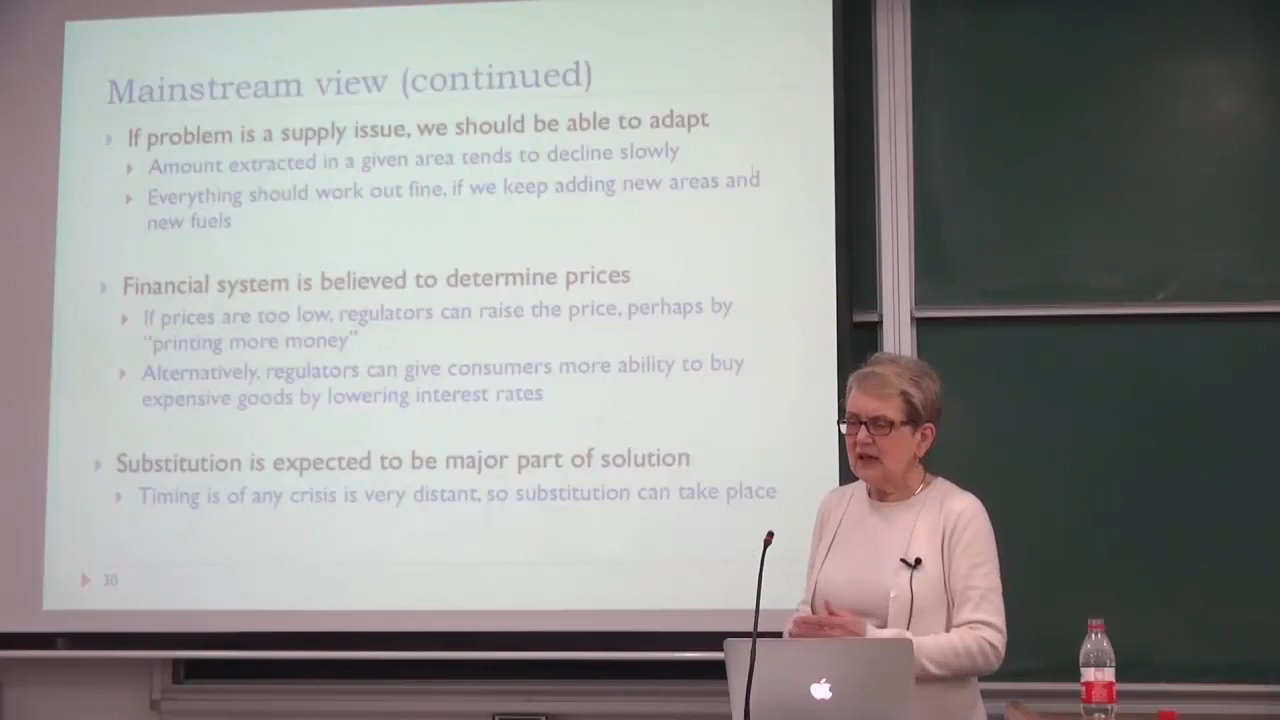 Mainstream view (continued)
If problem is a supply issue, we should be able to adapt
Amount extracted in a given area tends to decline slowly
Everything should work out fine, if we keep adding new areas and
new fuels
Financial system is believed to determine prices
If prices are too low, regulators can raise the price, perhaps by
"printing more money"
Alternatively, regulators can give consumers more ability to buy
expensive goods by lowering interest rates
Substitution is expected to be major part of solution
Timing is of any crisis is very distant, so substitution can take place
30